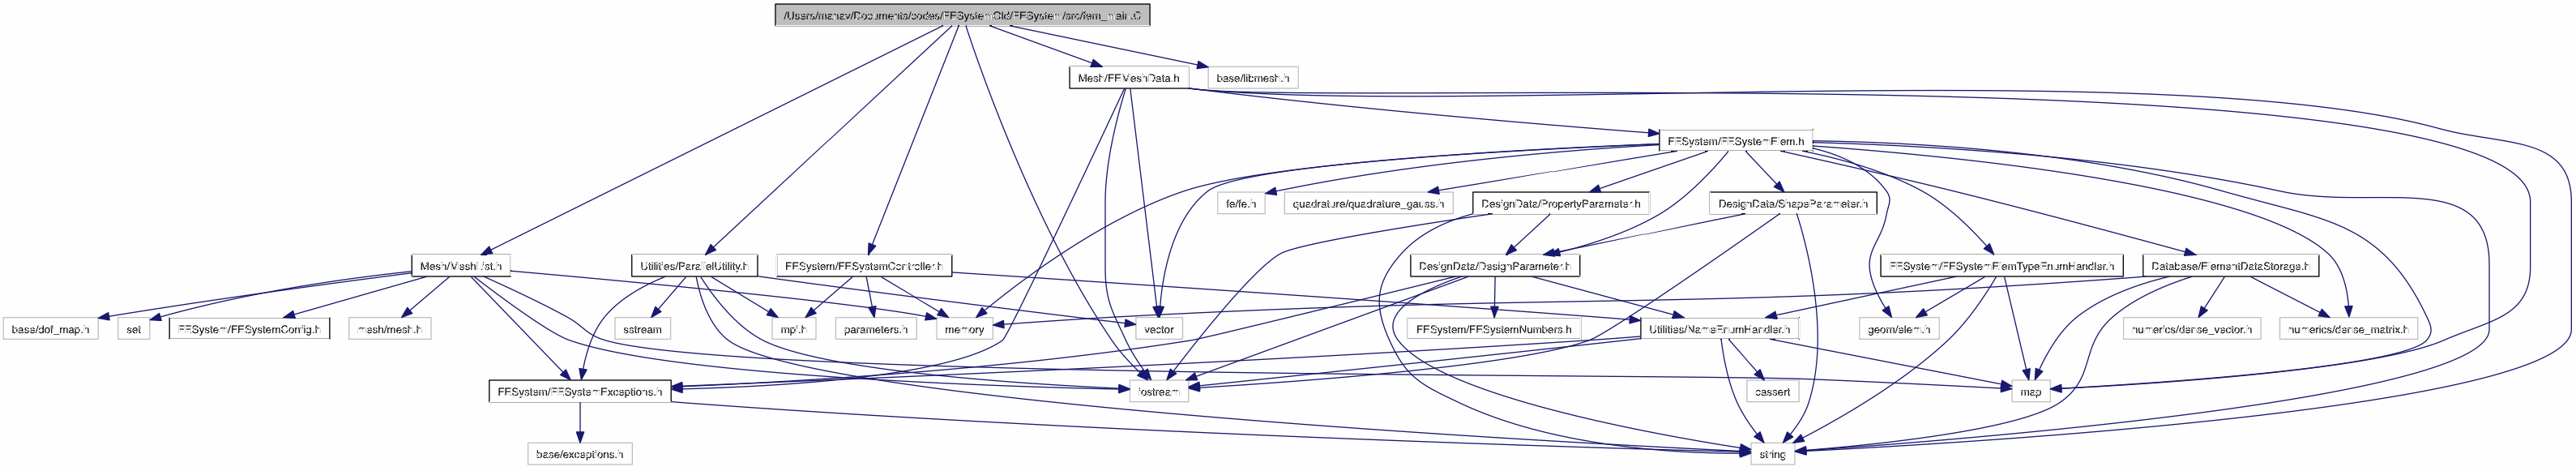 /Users/manav/Documents/codes/FESystemOld/FESystem/src/fem_main.C
Mesh/FEMeshData.h
base/libmesh.h
FESystem/FESystemElem.h
fe/fe.h
quadrature/quadrature_gauss.h
DesignData/PropertyParameter.h
DesignData/ShapeParameter.h
Mesh/MeshList.h
Utilities/ParallelUtility.h
FESystem/FESystemController.h
DesignData/DesignParameter.h
FESystem/FESystemElemTypeEnumHandler.h
Database/ElementDataStorage.h
base/dof_map.h
set
FESystem/FESystemConfig.h
mesh/mesh.h
sstream
mpi.h
parameters.h
memory
vector
FESystem/FESystemNumbers.h
Utilities/NameEnumHandler.h
geom/elem.h
numerics/dense_vector.h
numerics/dense_matrix.h
FESystem/FESystemExceptions.h
iostream
cassert
map
base/exceptions.h
string